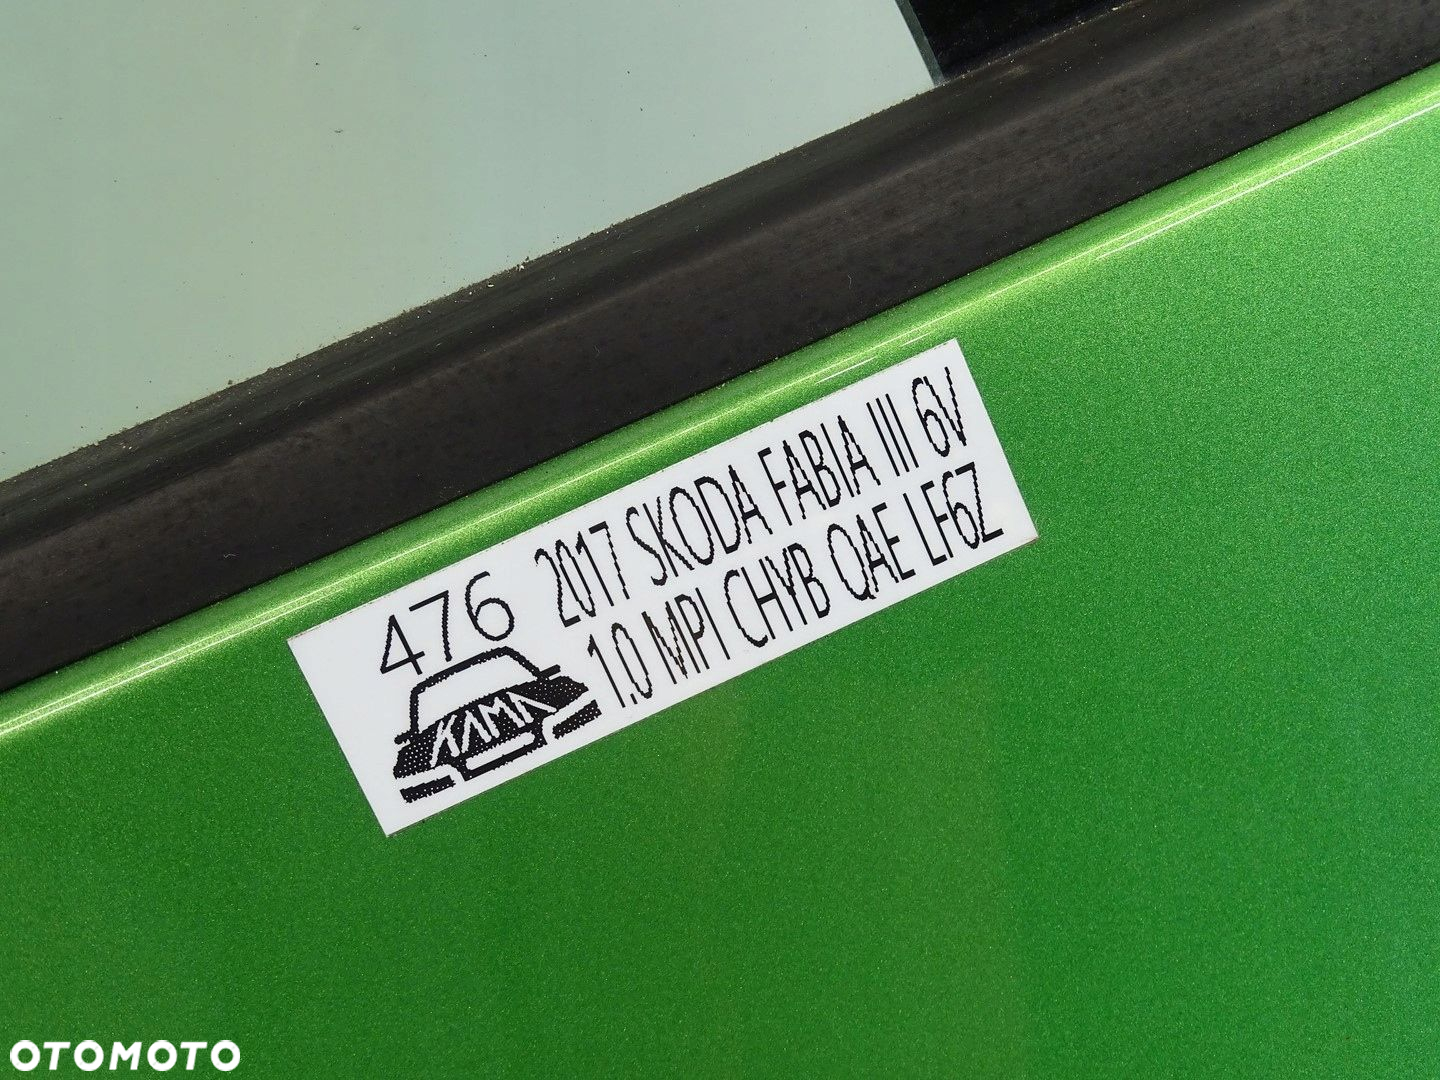 476
2017 SKODA FABIA III 6V
1.0 MPI CHYB QAE LF6Z
KAMA
OTOMOTO